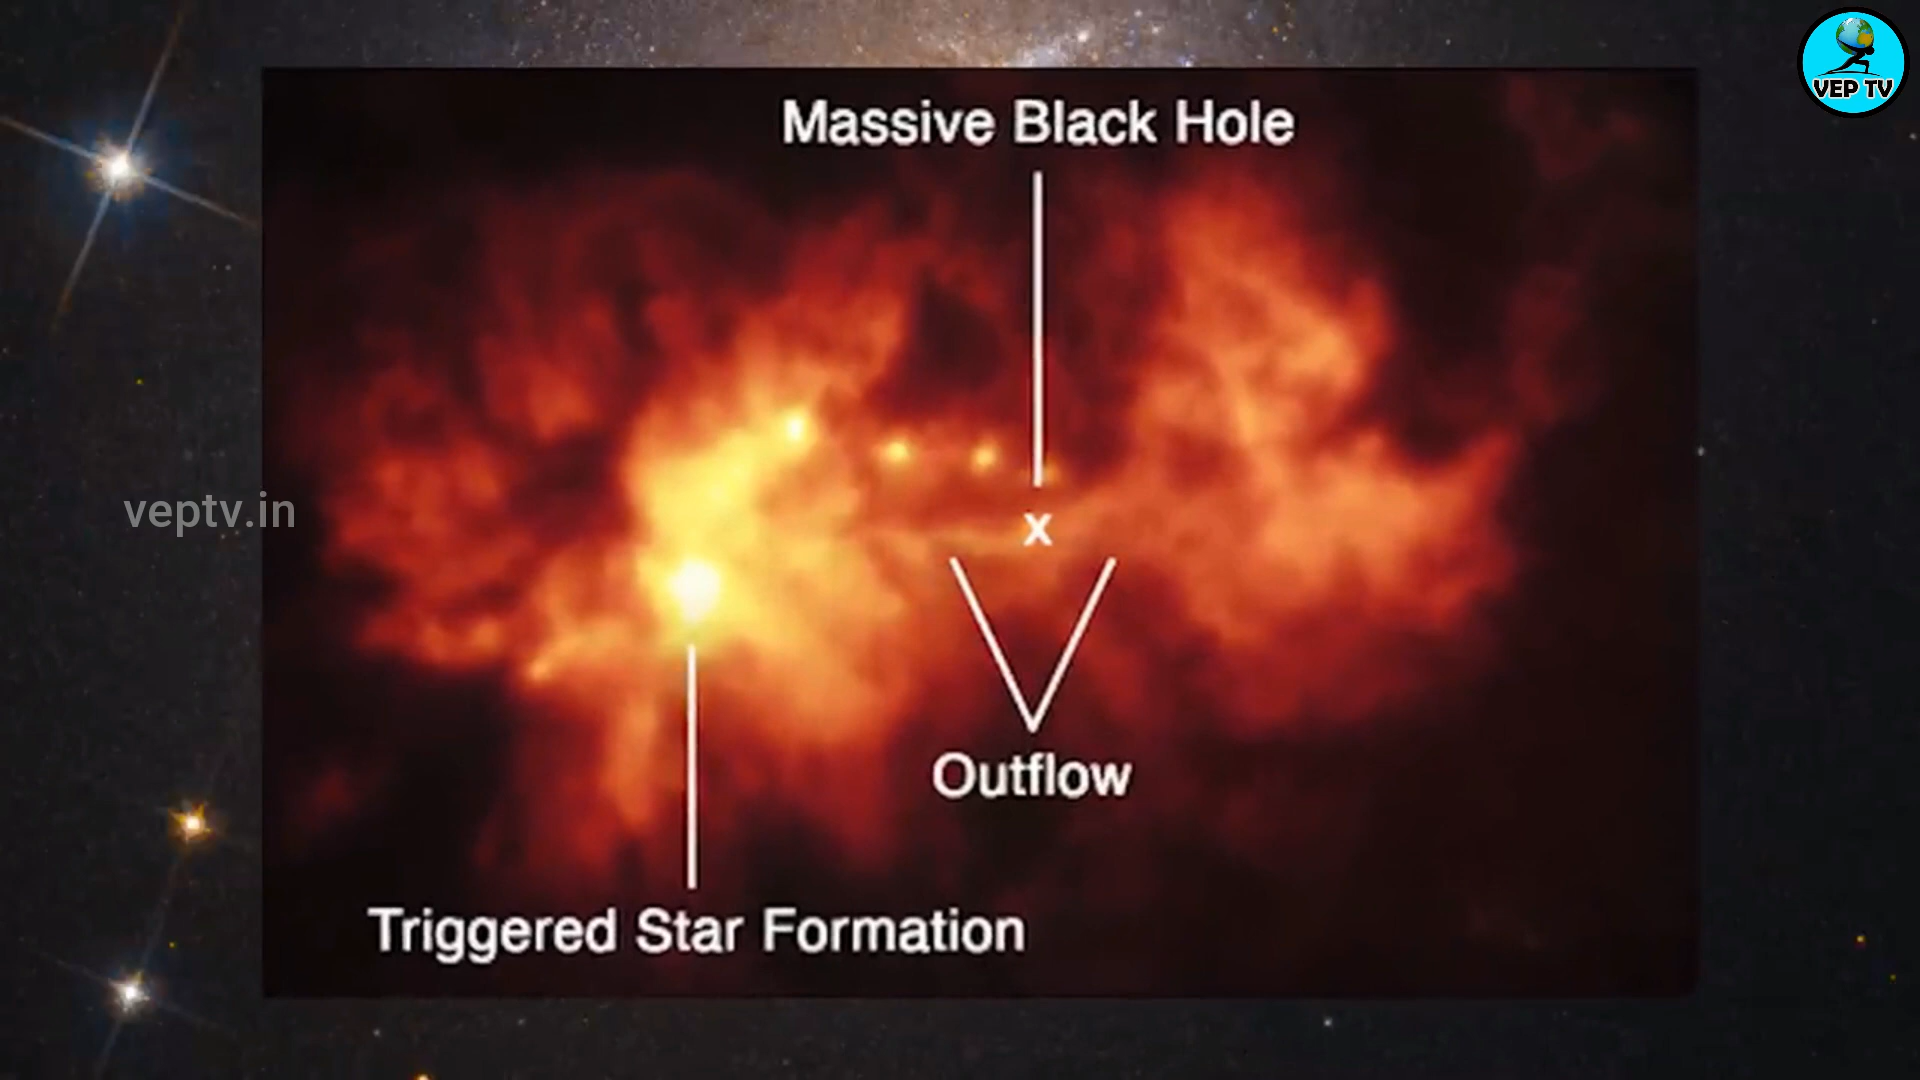 VEP TV
Massive Black Hole
veptv.in
x
Outflow
Triggered Star Formation